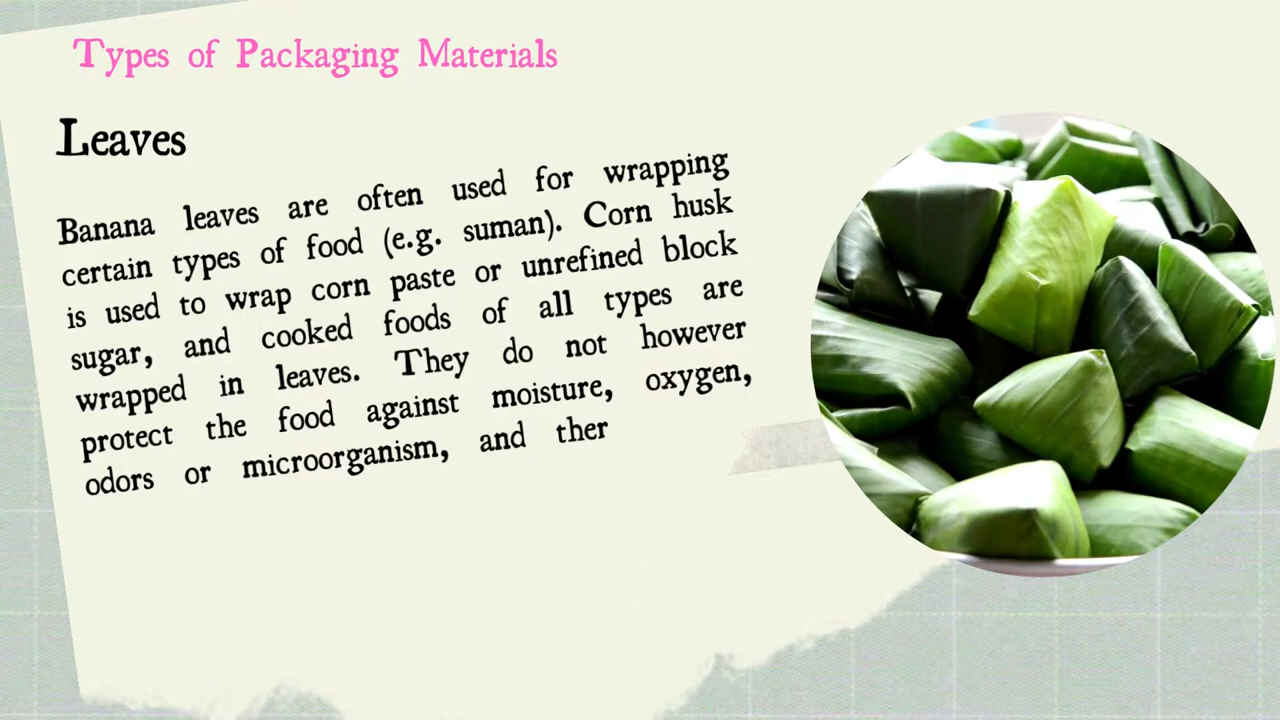 Types of Packaging Materials
Leaves
Banana leaves are often used for wrapping
certain types of food (e.g. suman). Corn husk
is used to wrap corn paste or unrefined block
sugar, and cooked foods of all types are
wrapped in leaves. They do not however
protect the food against moisture, oxygen,
odors or microorganism, and ther